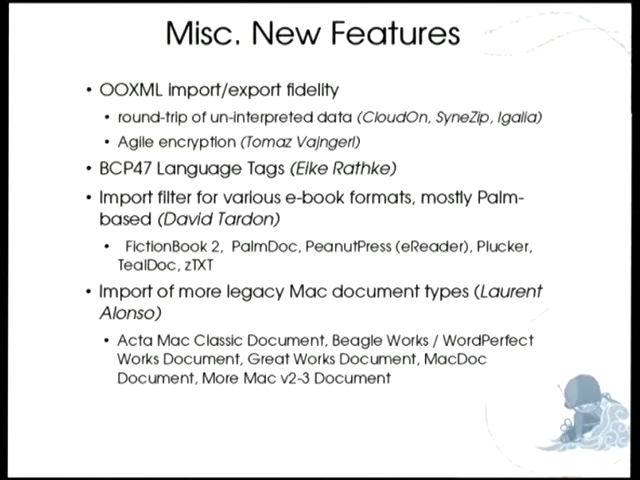 Misc. New Features
• OOXML import/export fidelity
• round-trip of un-interpreted data (CloudOn, SyneZip, Igalia)
• Agile encryption (Tomaz Vajngerl)
• BCP47 Language Tags (Eike Rathke)
• Import filter for various e-book formats, mostly Palm-
based (David Tardon)
• FictionBook 2, PalmDoc, PeanutPress (eReader), Plucker,
TealDoc, zTXT
• Import of more legacy Mac document types (Laurent
Alonso)
• Acta Mac Classic Document, Beagle Works / WordPerfect
Works Document, Great Works Document, MacDoc
Document, More Mac v2-3 Document